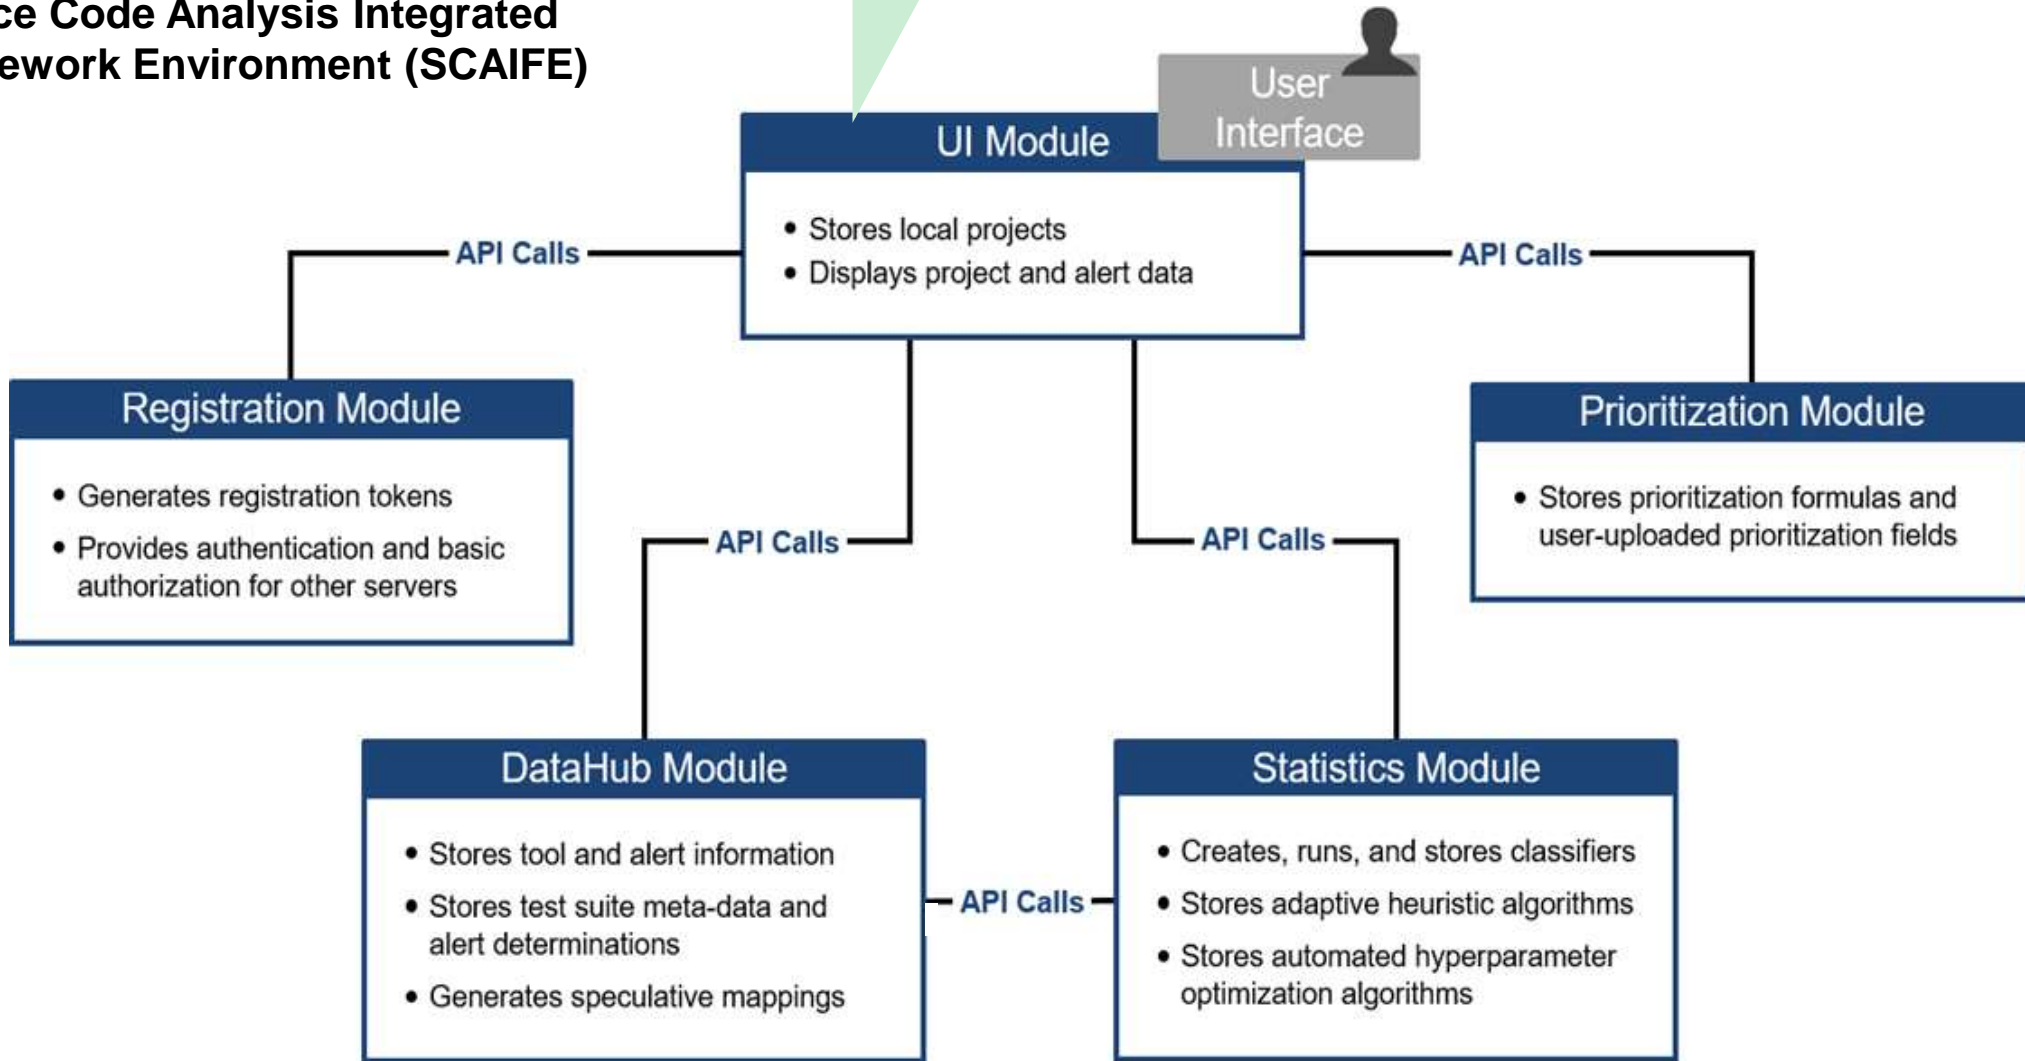 ce Code Analysis Integrated
ework Environment (SCAIFE)
User
Interface
UI Module
• Stores local projects
• Displays project and alert data
API Calls
API Calls
Registration Module
• Generates registration tokens
• Provides authentication and basic
authorization for other servers
Prioritization Module
• Stores prioritization formulas and
user-uploaded prioritization fields
API Calls
API Calls
DataHub Module
• Stores tool and alert information
• Stores test suite meta-data and
alert determinations
• Generates speculative mappings
API Calls
Statistics Module
• Creates, runs, and stores classifiers
• Stores adaptive heuristic algorithms
• Stores automated hyperparameter
optimization algorithms